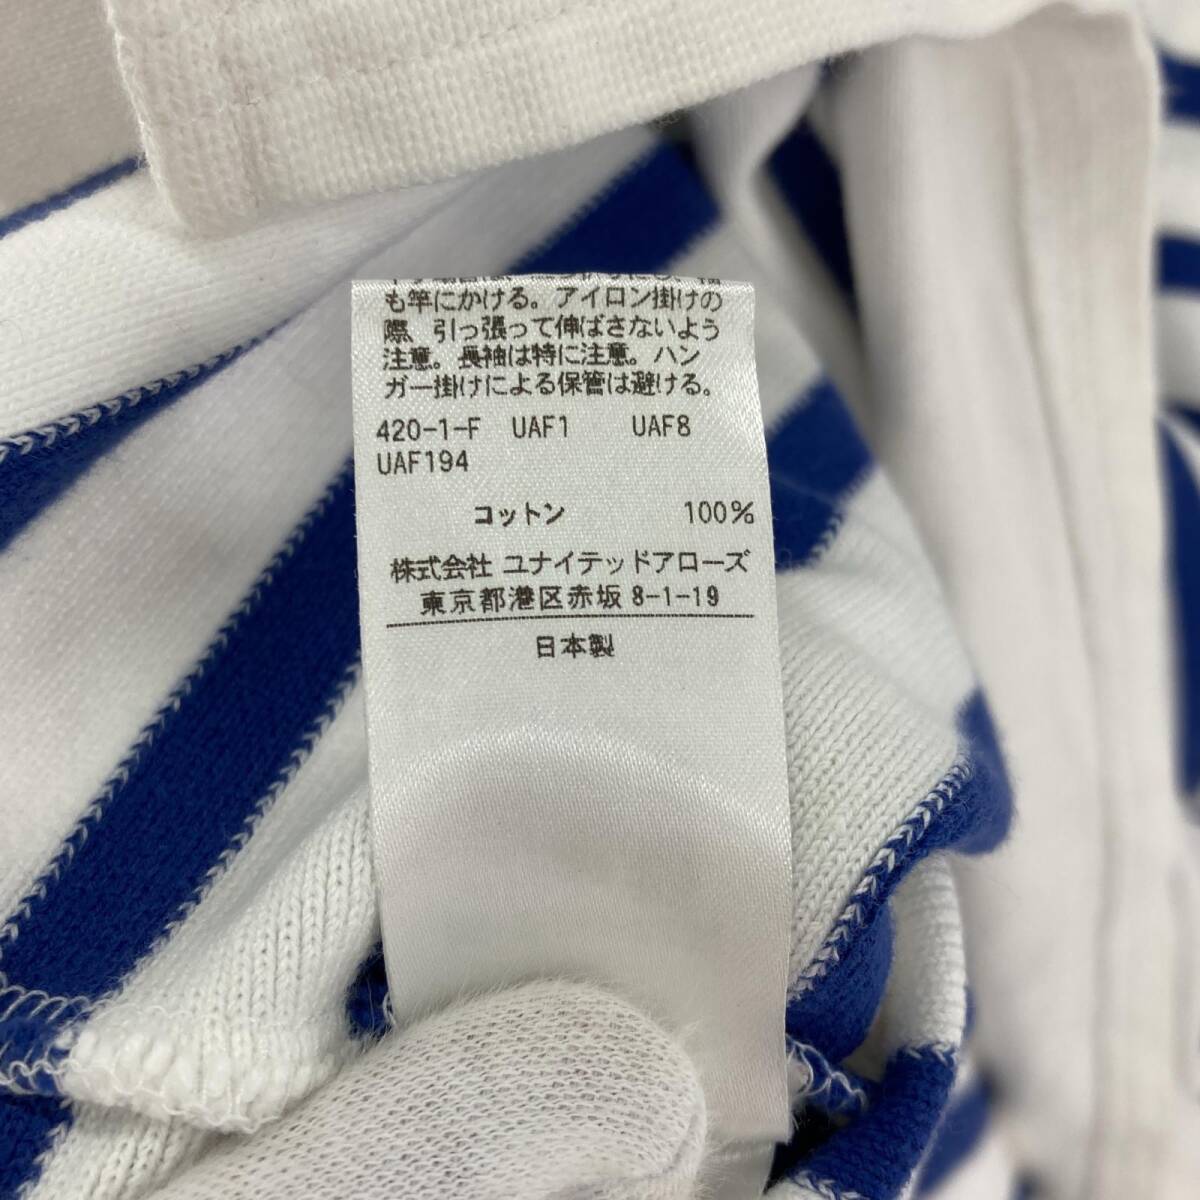 も竿にかける。アイロン掛けの
際、引っ張って伸ばさないよう
注意。長袖は特に注意。ハン
ガー掛けによる保管は避ける。
420-1-F UAF1 UAF8
UAF194
コットン 100%
株式会社 ユナイテッドアローズ
東京都港区赤坂 8-1-19
日本製